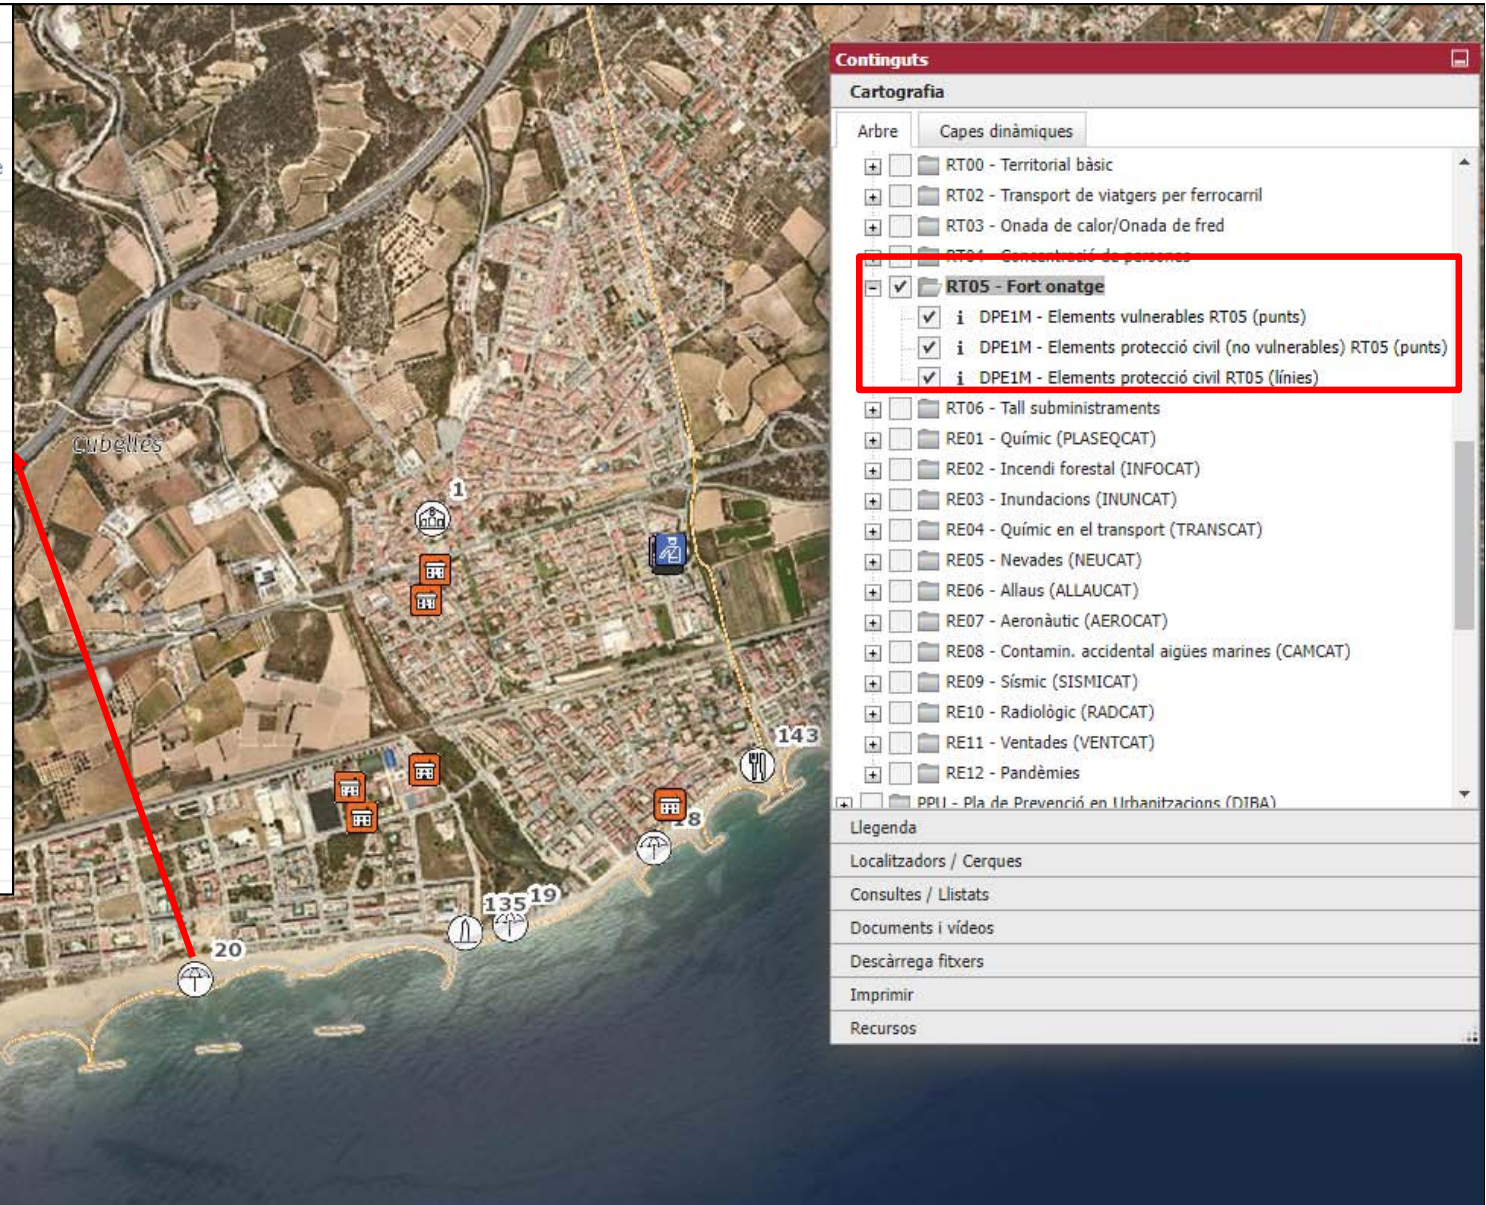 Continguts
Cartografia
Arbre
Capes dinàmiques
RT00 - Territorial bàsic
RT02 - Transport de viatgers per ferrocarril
RT03 - Onada de calor/Onada de fred
RT04 - Concentració de persones
RT05 - Fort onatge
i DPE1M - Elements vulnerables RT05 (punts)
i DPE1M - Elements protecció civil (no vulnerables) RT05 (punts)
i DPE1M - Elements protecció civil RT05 (línies)
RT06 - Tall subministraments
RE01 - Químic (PLASEQCAT)
RE02 - Incendi forestal (INFOCAT)
RE03 - Inundacions (INUNCAT)
RE04 - Químic en el transport (TRANSCAT)
RE05 - Nevades (NEUCAT)
RE06 - Allaus (ALLAUCAT)
RE07 - Aeronàutic (AEROCAT)
RE08 - Contamin. accidental aigües marines (CAMCAT)
RE09 - Sísmic (SISMICAT)
RE10 - Radiològic (RADCAT)
RE11 - Ventades (VENTCAT)
RE12 - Pandèmies
PPU - Pla de Prevenció en Urbanitzacions (DIBA)
Llegenda
Localitzadors / Cerques
Consultes / Llistats
Documents i vídeos
Descàrrega fitxers
Imprimir
Recursos
Cubelles
1
143
18
19
135
20